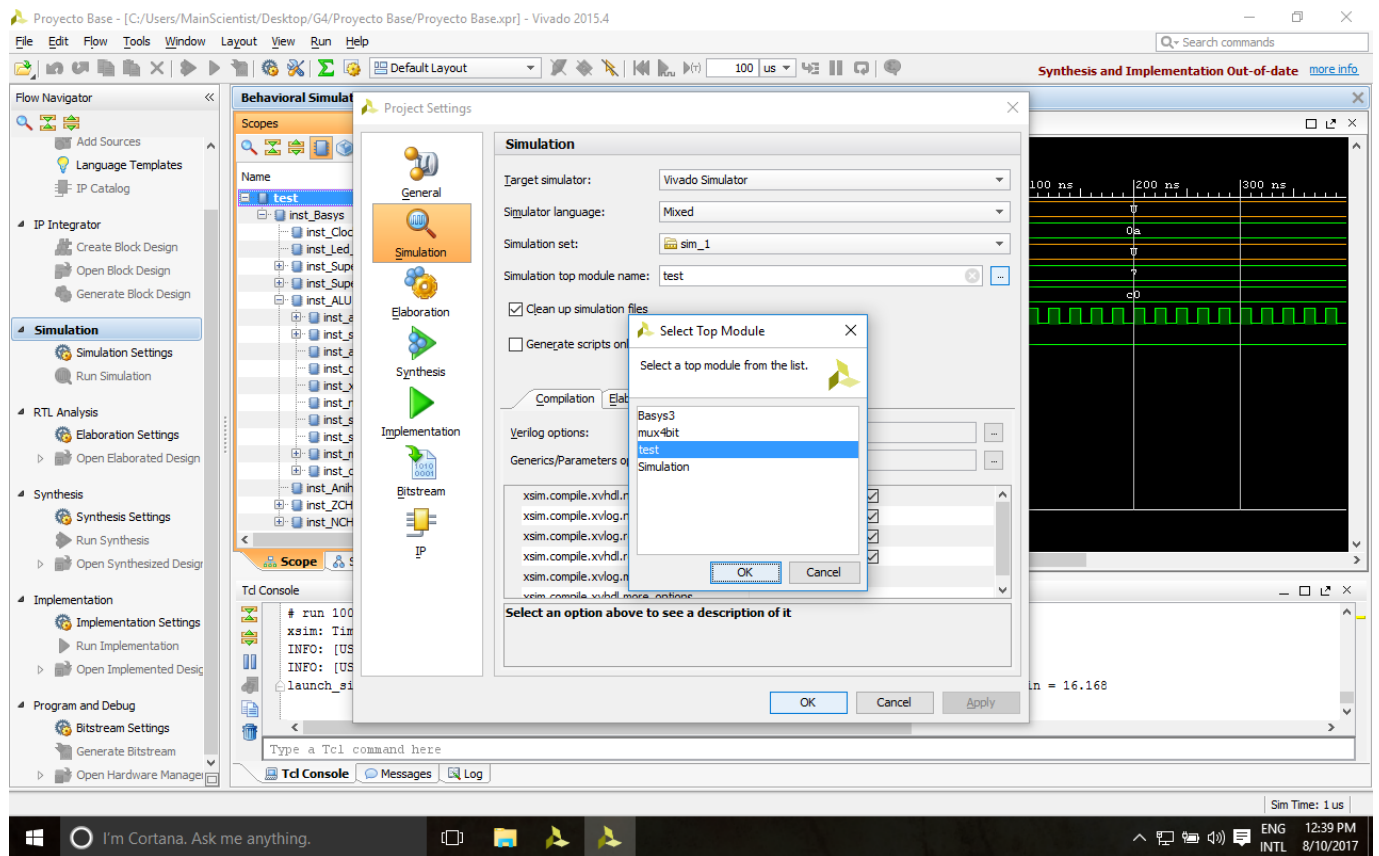 Proyecto Base - [C:/Users/MainScientist/Desktop/G4/Proyecto Base/Proyecto Base.xpr] - Vivado 2015.4
File Edit Flow Tools Window Layout View Run Help
Search commands
Default Layout
100 us
Synthesis and Implementation Out-of-date more info
Flow Navigator
Add Sources
Language Templates
IP Catalog
IP Integrator
Create Block Design
Open Block Design
Generate Block Design
Simulation
Simulation Settings
Run Simulation
RTL Analysis
Elaboration Settings
Open Elaborated Design
Synthesis
Synthesis Settings
Run Synthesis
Open Synthesized Desigr
Implementation
Implementation Settings
Run Implementation
Open Implemented Desig
Program and Debug
Bitstream Settings
Generate Bitstream
Open Hardware Manager
Behavioral Simulat
Scopes
Name
test
inst_Basys
inst_Cloc
inst_Led_
inst_Supe
inst_Supe
inst_ALU
inst_a
inst_s
inst_a
inst_o
inst_x
inst_r
inst_s
inst_s
inst_m
inst_c
inst_Anih
inst_ZCH
inst_NCH
Scope
Project Settings
General
Simulation
Elaboration
Synthesis
Implementation
Bitstream
IP
Simulation
Target simulator: Vivado Simulator
Simulator language: Mixed
Simulation set: sim_1
Simulation top module name: test ...
Clean up simulation files
Generate scripts onl
Compilation Elab
Verilog options: ...
Generics/Parameters op ...
xsim.compile.xvhdl.n
xsim.compile.xvlog.n
xsim.compile.xvlog.r
xsim.compile.xvhdl.r
xsim.compile.xvlog.m
xsim.compile.xvhdl.more_options
Select an option above to see a description of it
OK Cancel Apply
Select Top Module
Select a top module from the list.
Basys3
mux4bit
test
Simulation
OK Cancel
100 ns 200 ns 300 ns
U
0a
U
7
c0
Tcl Console
# run 100
xsim: Tim
INFO: [US
INFO: [US
launch_si in = 16.168
Type a Tcl command here
Tcl Console Messages Log
Sim Time: 1 us
I'm Cortana. Ask me anything.
ENG 12:39 PM
INTL 8/10/2017